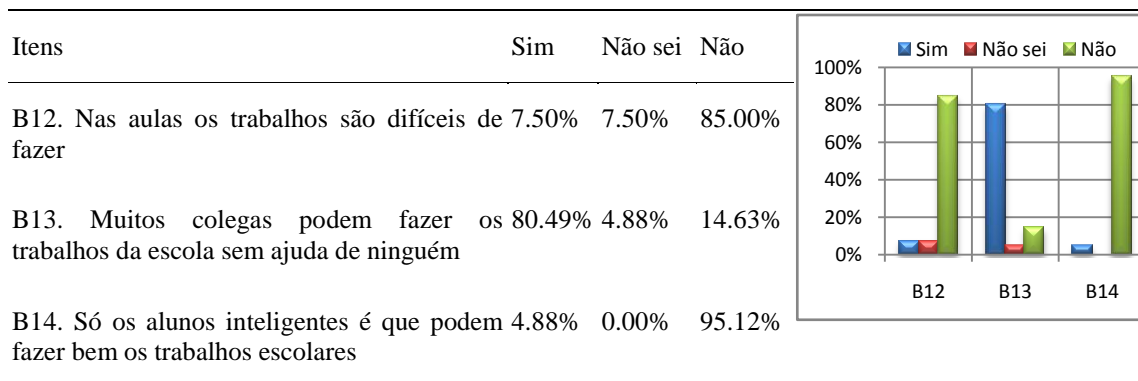 Itens Sim Não sei Não
B12. Nas aulas os trabalhos são difíceis de 7.50% 7.50% 85.00%
fazer
B13. Muitos colegas podem fazer os 80.49% 4.88% 14.63%
trabalhos da escola sem ajuda de ninguém
B14. Só os alunos inteligentes é que podem 4.88% 0.00% 95.12%
fazer bem os trabalhos escolares
Sim Não sei Não
100%
80%
60%
40%
20%
0%
B12 B13 B14